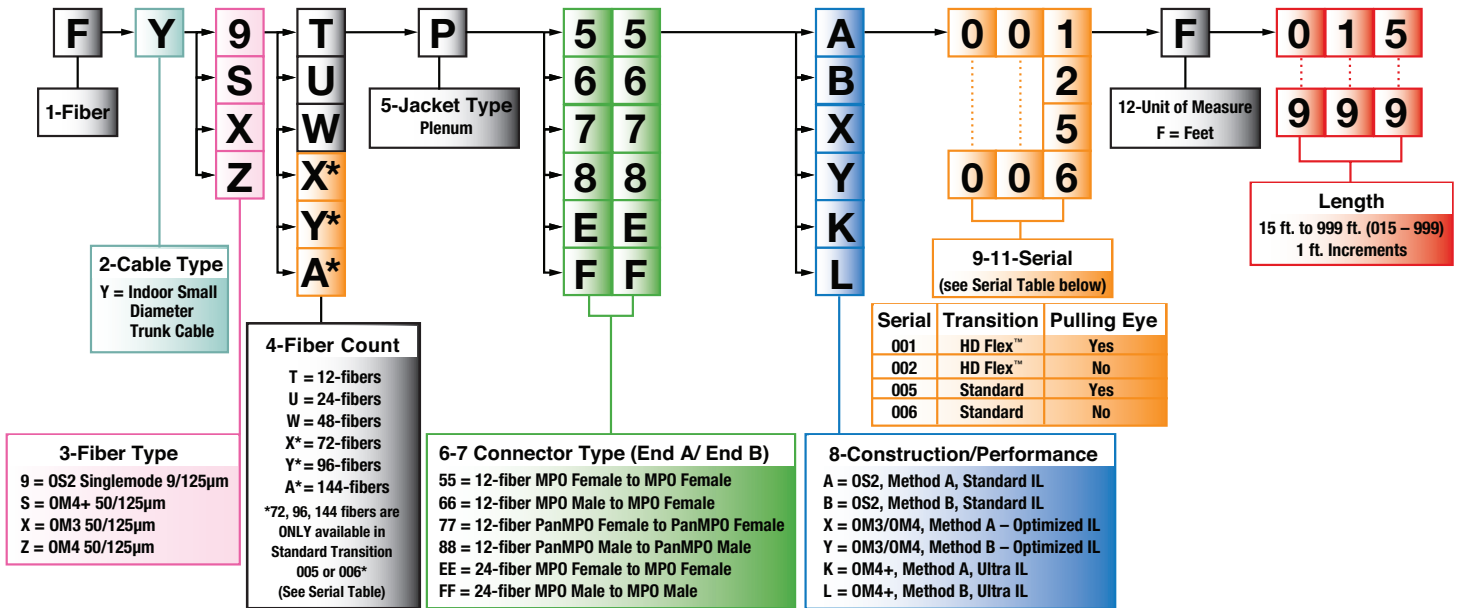 F Y 9 T P 5 5 A 0 0 1 F 0 1 5
S U 6 6 B 2
X W 7 7 X 5 9 9 9
Z X* 8 8 Y 0 0 6
Y* E E K
A* F F L
1-Fiber
2-Cable Type
Y = Indoor Small
Diameter
Trunk Cable
3-Fiber Type
9 = OS2 Singlemode 9/125µm
S = OM4+ 50/125µm
X = OM3 50/125µm
Z = OM4 50/125µm
4-Fiber Count
T = 12-fibers
U = 24-fibers
W = 48-fibers
X* = 72-fibers
Y* = 96-fibers
A* = 144-fibers
*72, 96, 144 fibers are
ONLY available in
Standard Transition
005 or 006*
(See Serial Table)
5-Jacket Type
Plenum
6-7 Connector Type (End A/ End B)
55 = 12-fiber MPO Female to MPO Female
66 = 12-fiber MPO Male to MPO Female
77 = 12-fiber PanMPO Female to PanMPO Female
88 = 12-fiber PanMPO Male to PanMPO Male
EE = 24-fiber MPO Female to MPO Female
FF = 24-fiber MPO Male to MPO Male
8-Construction/Performance
A = OS2, Method A, Standard IL
B = OS2, Method B, Standard IL
X = OM3/OM4, Method A – Optimized IL
Y = OM3/OM4, Method B – Optimized IL
K = OM4+, Method A, Ultra IL
L = OM4+, Method B, Ultra IL
9-11-Serial
(see Serial Table below)
Serial Transition Pulling Eye
001 HD Flex™ Yes
002 HD Flex™ No
005 Standard Yes
006 Standard No
12-Unit of Measure
F = Feet
Length
15 ft. to 999 ft. (015 – 999)
1 ft. Increments